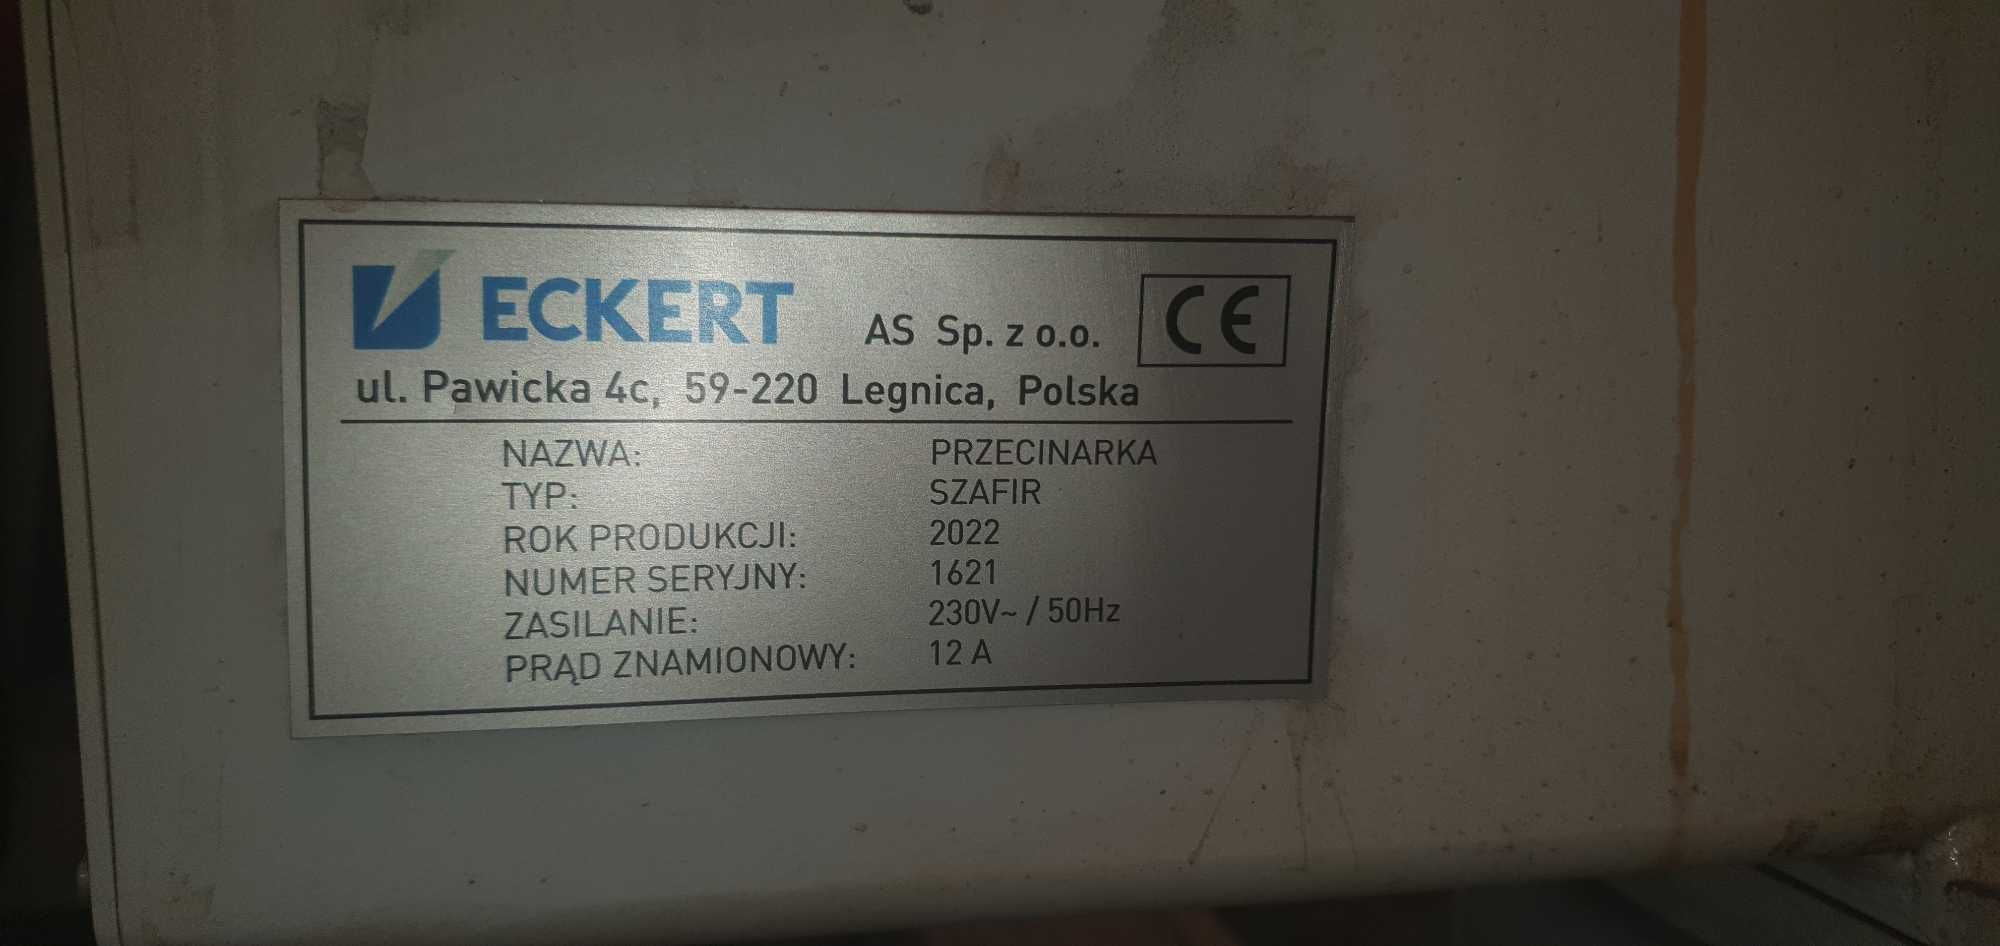 ECKERT AS Sp. z o.o. CE
ul. Pawicka 4c, 59-220 Legnica, Polska
NAZWA: PRZECINARKA
TYP: SZAFIR
ROK PRODUKCJI: 2022
NUMER SERYJNY: 1621
ZASILANIE: 230V~ / 50Hz
PRĄD ZNAMIONOWY: 12 A